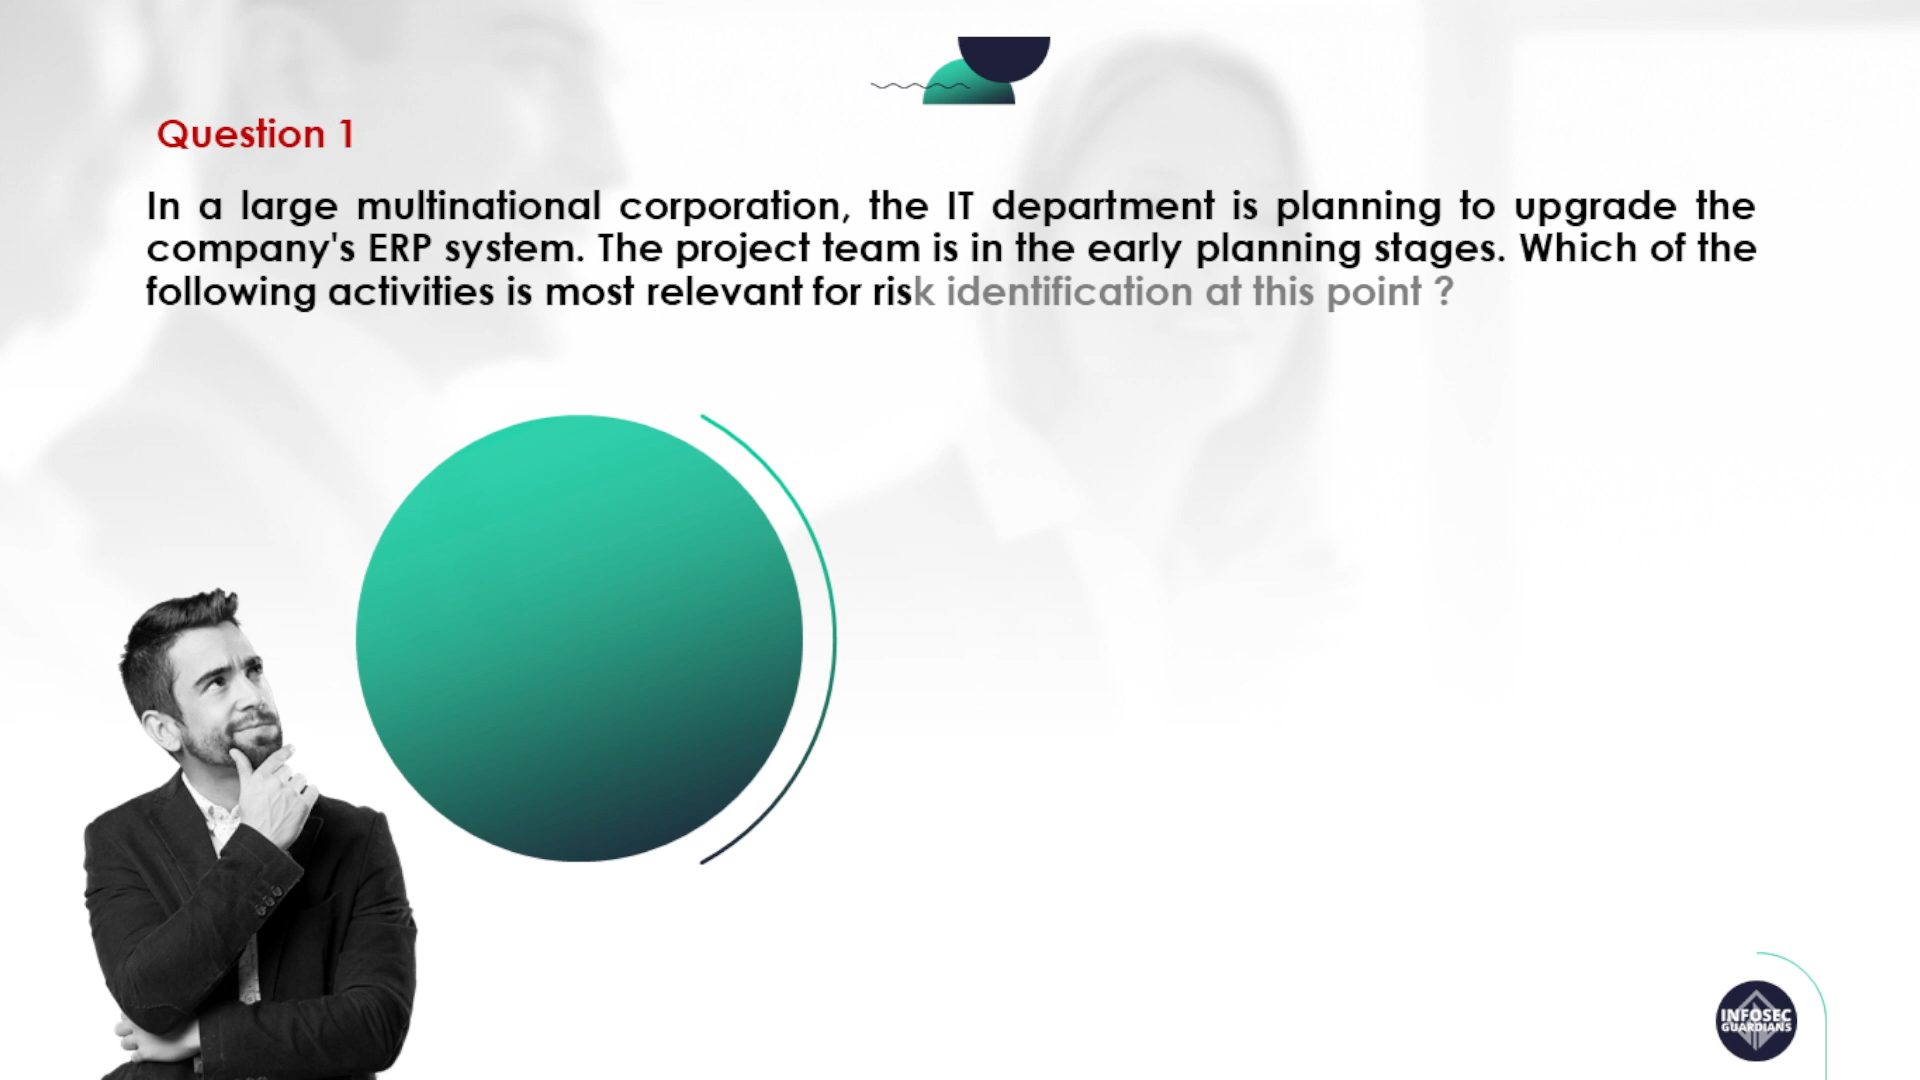 Question 1
In a large multinational corporation, the IT department is planning to upgrade the
company's ERP system. The project team is in the early planning stages. Which of the
following activities is most relevant for risk identification at this point ?
INFOSEC
GUARDIANS